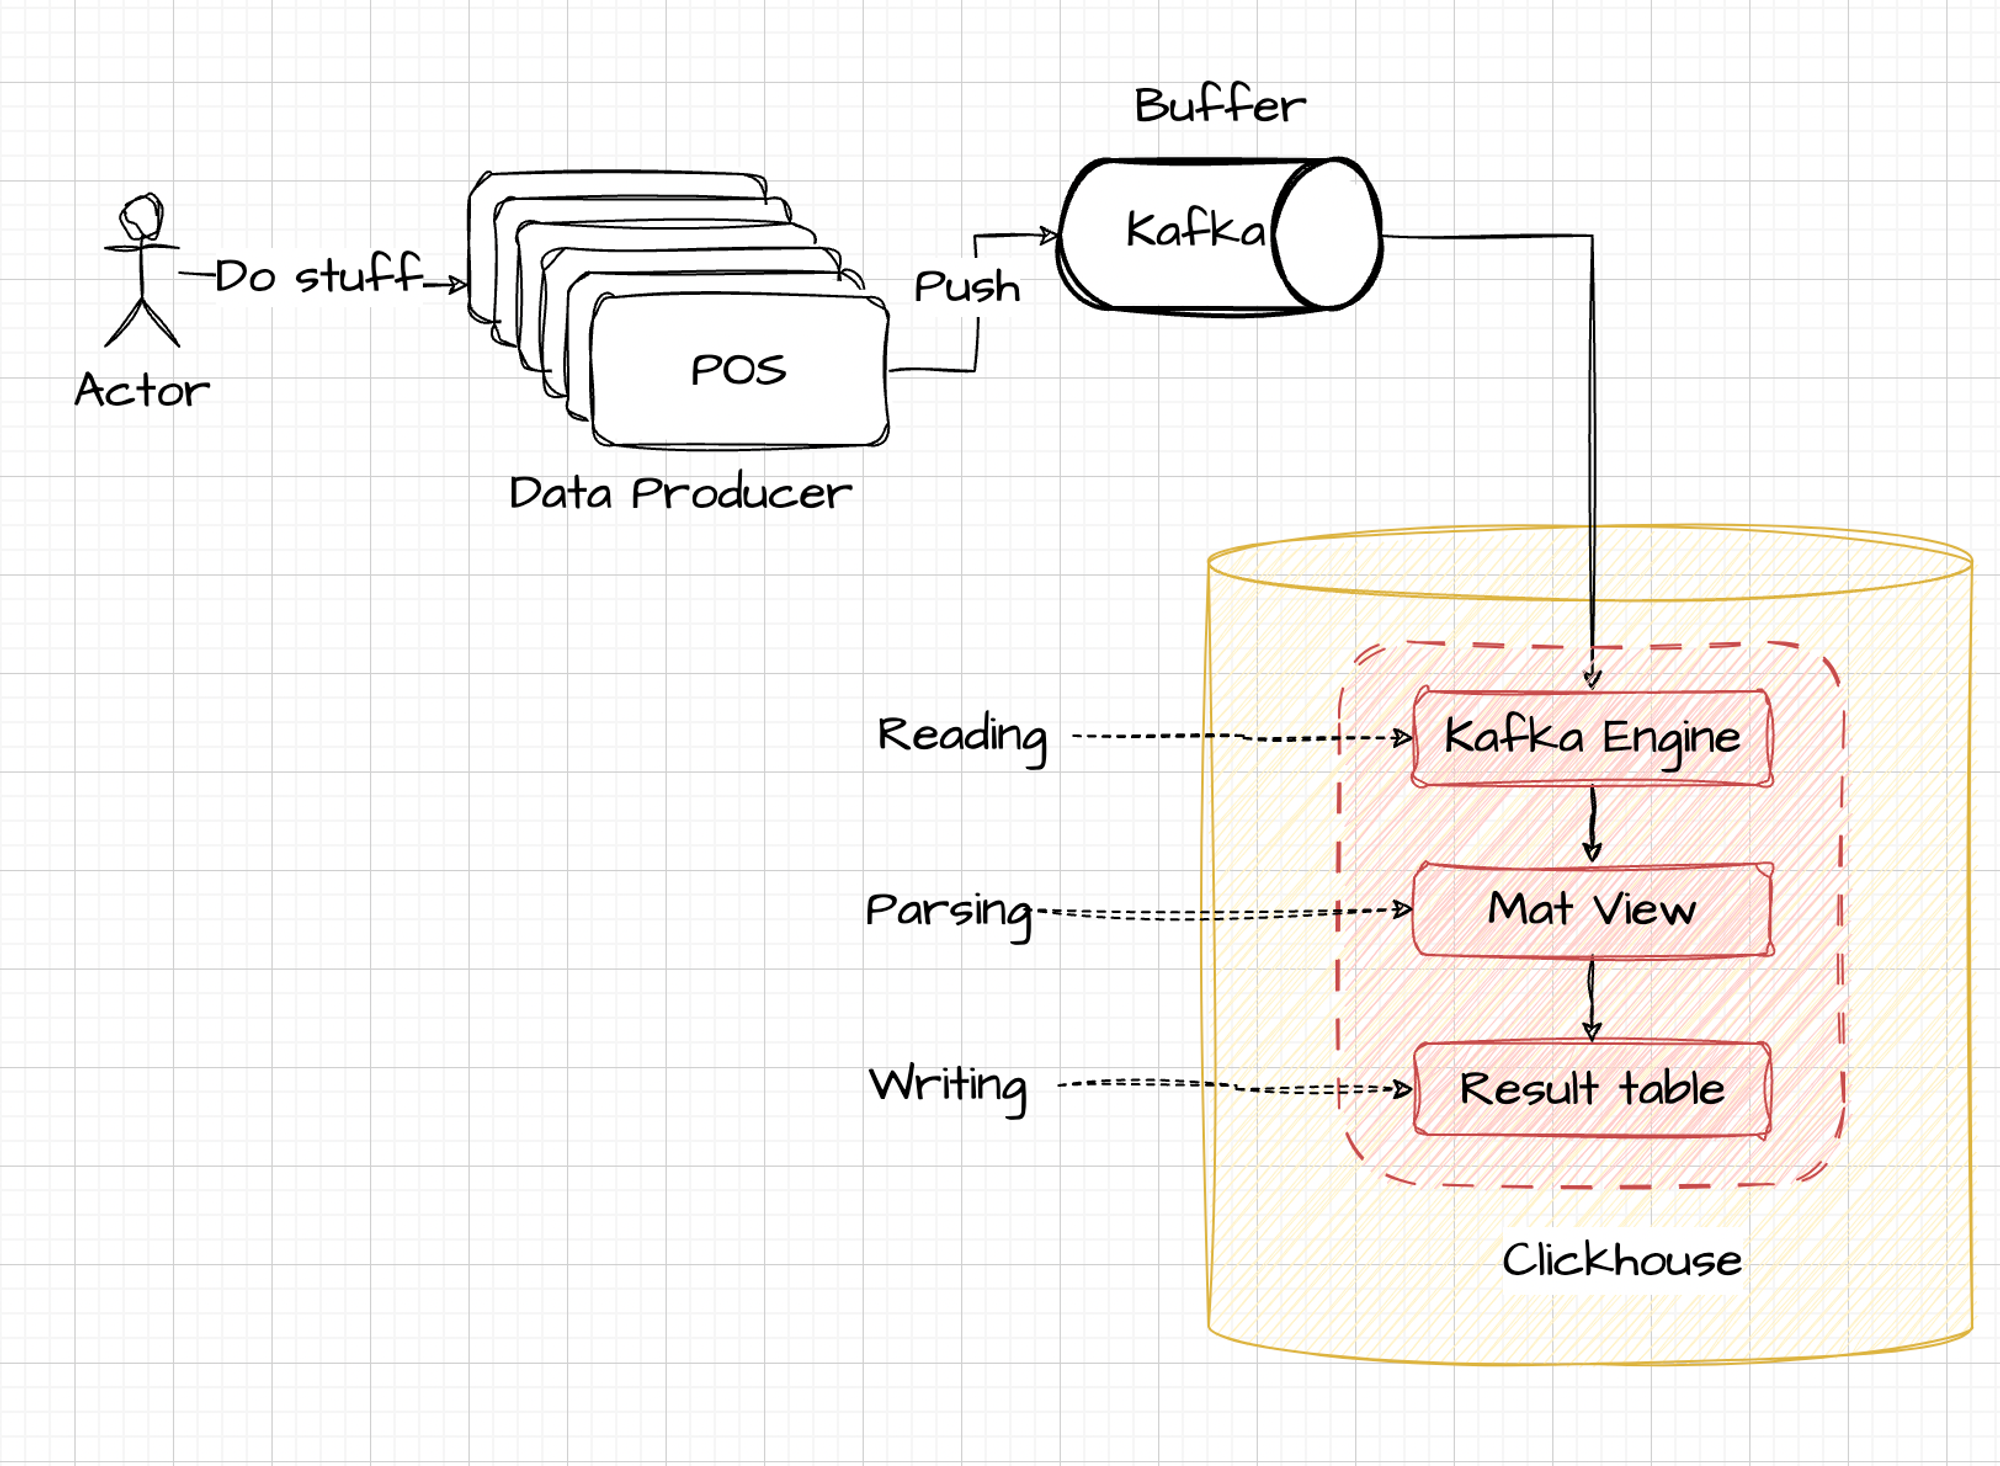 Buffer
Kafka
Do stuff
Push
POS
Actor
Data Producer
Reading
Kafka Engine
Parsing
Mat View
Writing
Result table
Clickhouse